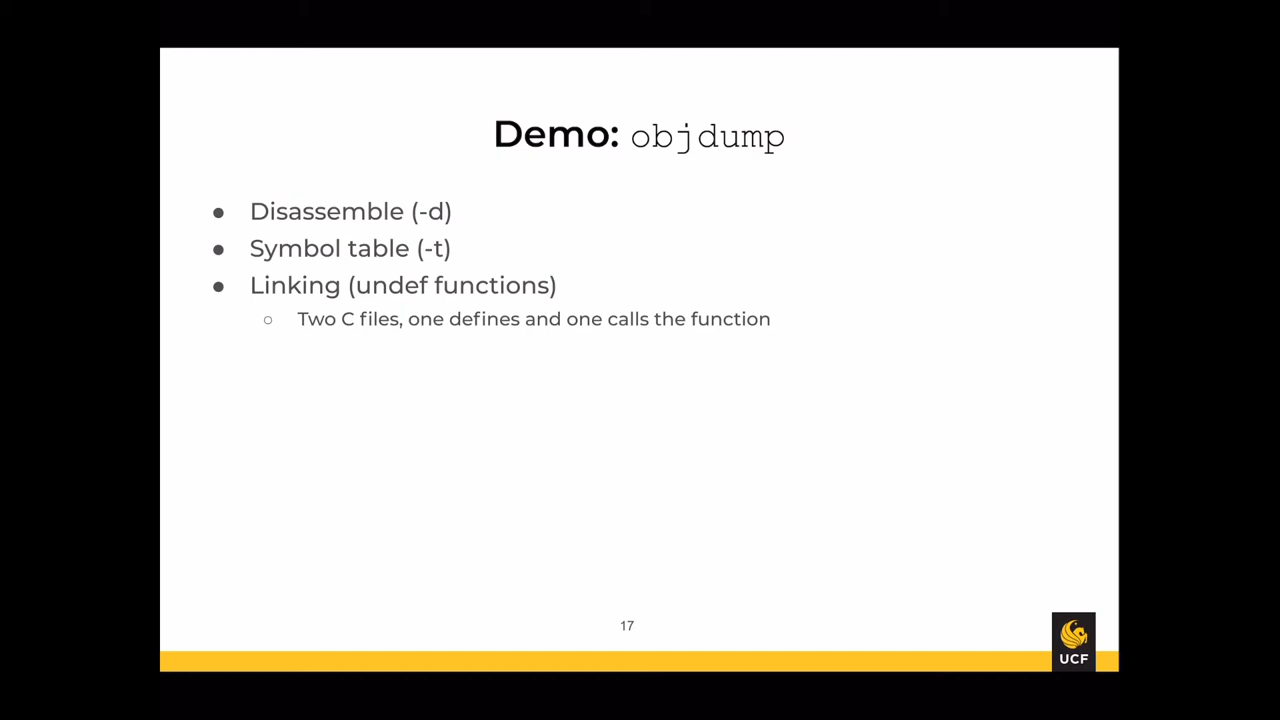 Demo: objdump
● Disassemble (-d)
● Symbol table (-t)
● Linking (undef functions)
○ Two C files, one defines and one calls the function
17
UCF